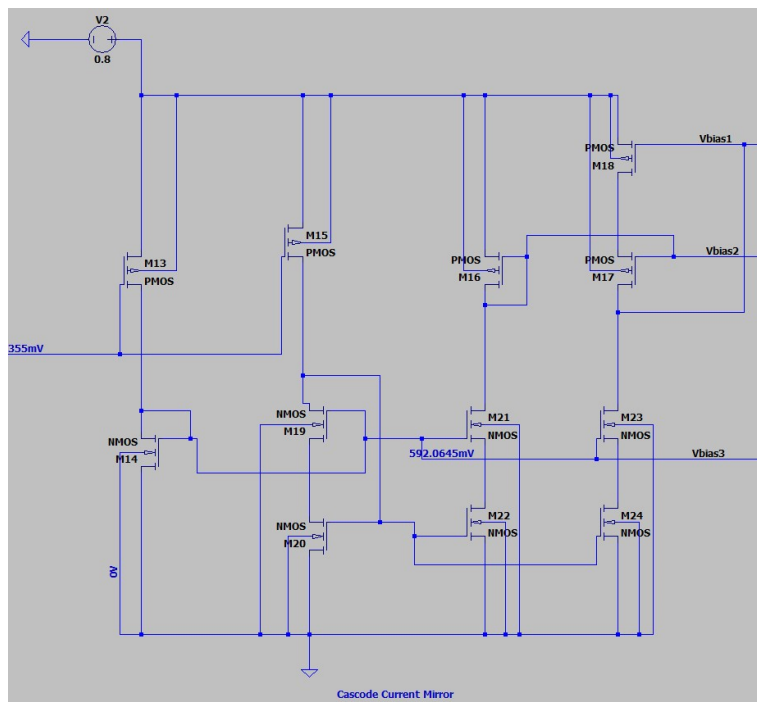 V2
0.8
Vbias1
PMOS
M18
M15
PMOS
M13
PMOS
PMOS
M16
Vbias2
PMOS
M17
355mV
NMOS
M19
M21
NMOS
M23
NMOS
NMOS
M14
592.0645mV
Vbias3
NMOS
M20
M22
NMOS
M24
NMOS
0V
Cascode Current Mirror